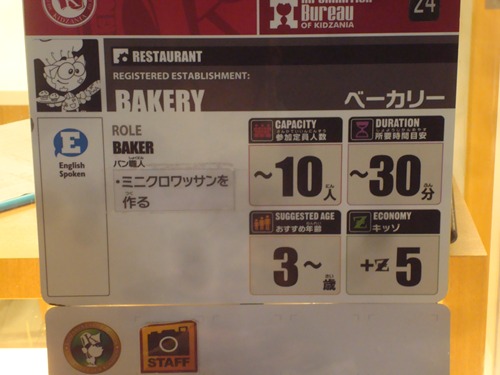 KIDZANIA
INFORMATION
Bureau
OF KIDZANIA
24
RESTAURANT
REGISTERED ESTABLISHMENT:
BAKERY
ベーカリー
E
English
Spoken
ROLE
BAKER
パン職人
・ミニクロワッサンを
作る
CAPACITY
参加定員人数
~10人
DURATION
所要時間目安
~30分
SUGGESTED AGE
おすすめ年齢
3~歳
ECONOMY
キッゾ
+5
STAFF